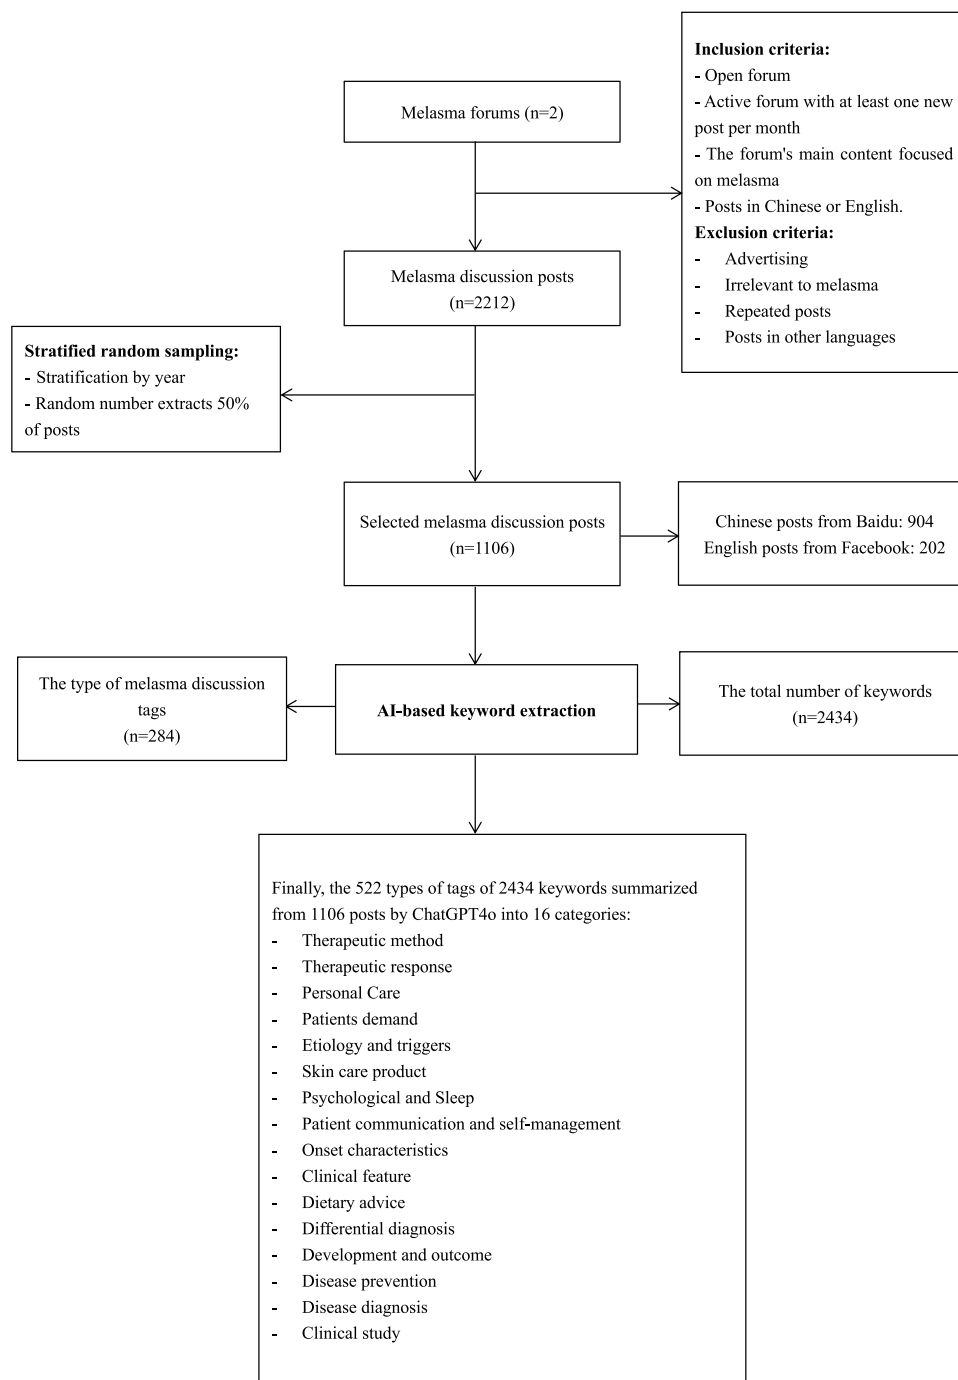 Melasma forums (n=2)
Inclusion criteria:
- Open forum
- Active forum with at least one new
post per month
- The forum's main content focused
on melasma
- Posts in Chinese or English.
Exclusion criteria:
- Advertising
- Irrelevant to melasma
- Repeated posts
- Posts in other languages
Melasma discussion posts
(n=2212)
Stratified random sampling:
- Stratification by year
- Random number extracts 50%
of posts
Selected melasma discussion posts
(n=1106)
Chinese posts from Baidu: 904
English posts from Facebook: 202
The type of melasma discussion
tags
(n=284)
AI-based keyword extraction
The total number of keywords
(n=2434)
Finally, the 522 types of tags of 2434 keywords summarized
from 1106 posts by ChatGPT4o into 16 categories:
- Therapeutic method
- Therapeutic response
- Personal Care
- Patients demand
- Etiology and triggers
- Skin care product
- Psychological and Sleep
- Patient communication and self-management
- Onset characteristics
- Clinical feature
- Dietary advice
- Differential diagnosis
- Development and outcome
- Disease prevention
- Disease diagnosis
- Clinical study